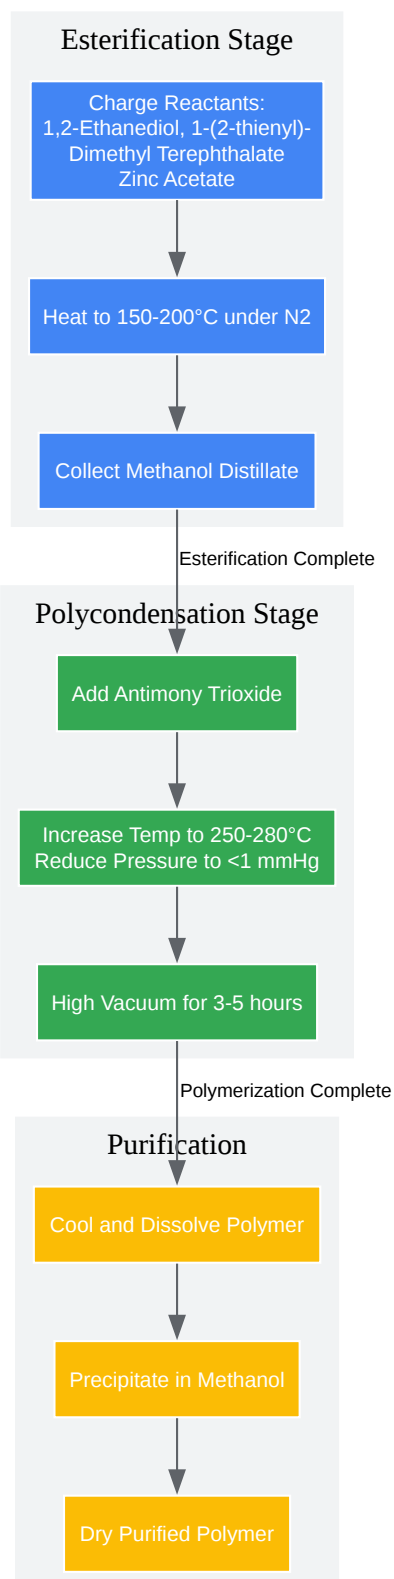 Esterification Stage
Charge Reactants:
1,2-Ethanediol, 1-(2-thienyl)-
Dimethyl Terephthalate
Zinc Acetate
Heat to 150-200°C under N2
Collect Methanol Distillate
Esterification Complete
Polycondensation Stage
Add Antimony Trioxide
Increase Temp to 250-280°C
Reduce Pressure to <1 mmHg
High Vacuum for 3-5 hours
Polymerization Complete
Purification
Cool and Dissolve Polymer
Precipitate in Methanol
Dry Purified Polymer